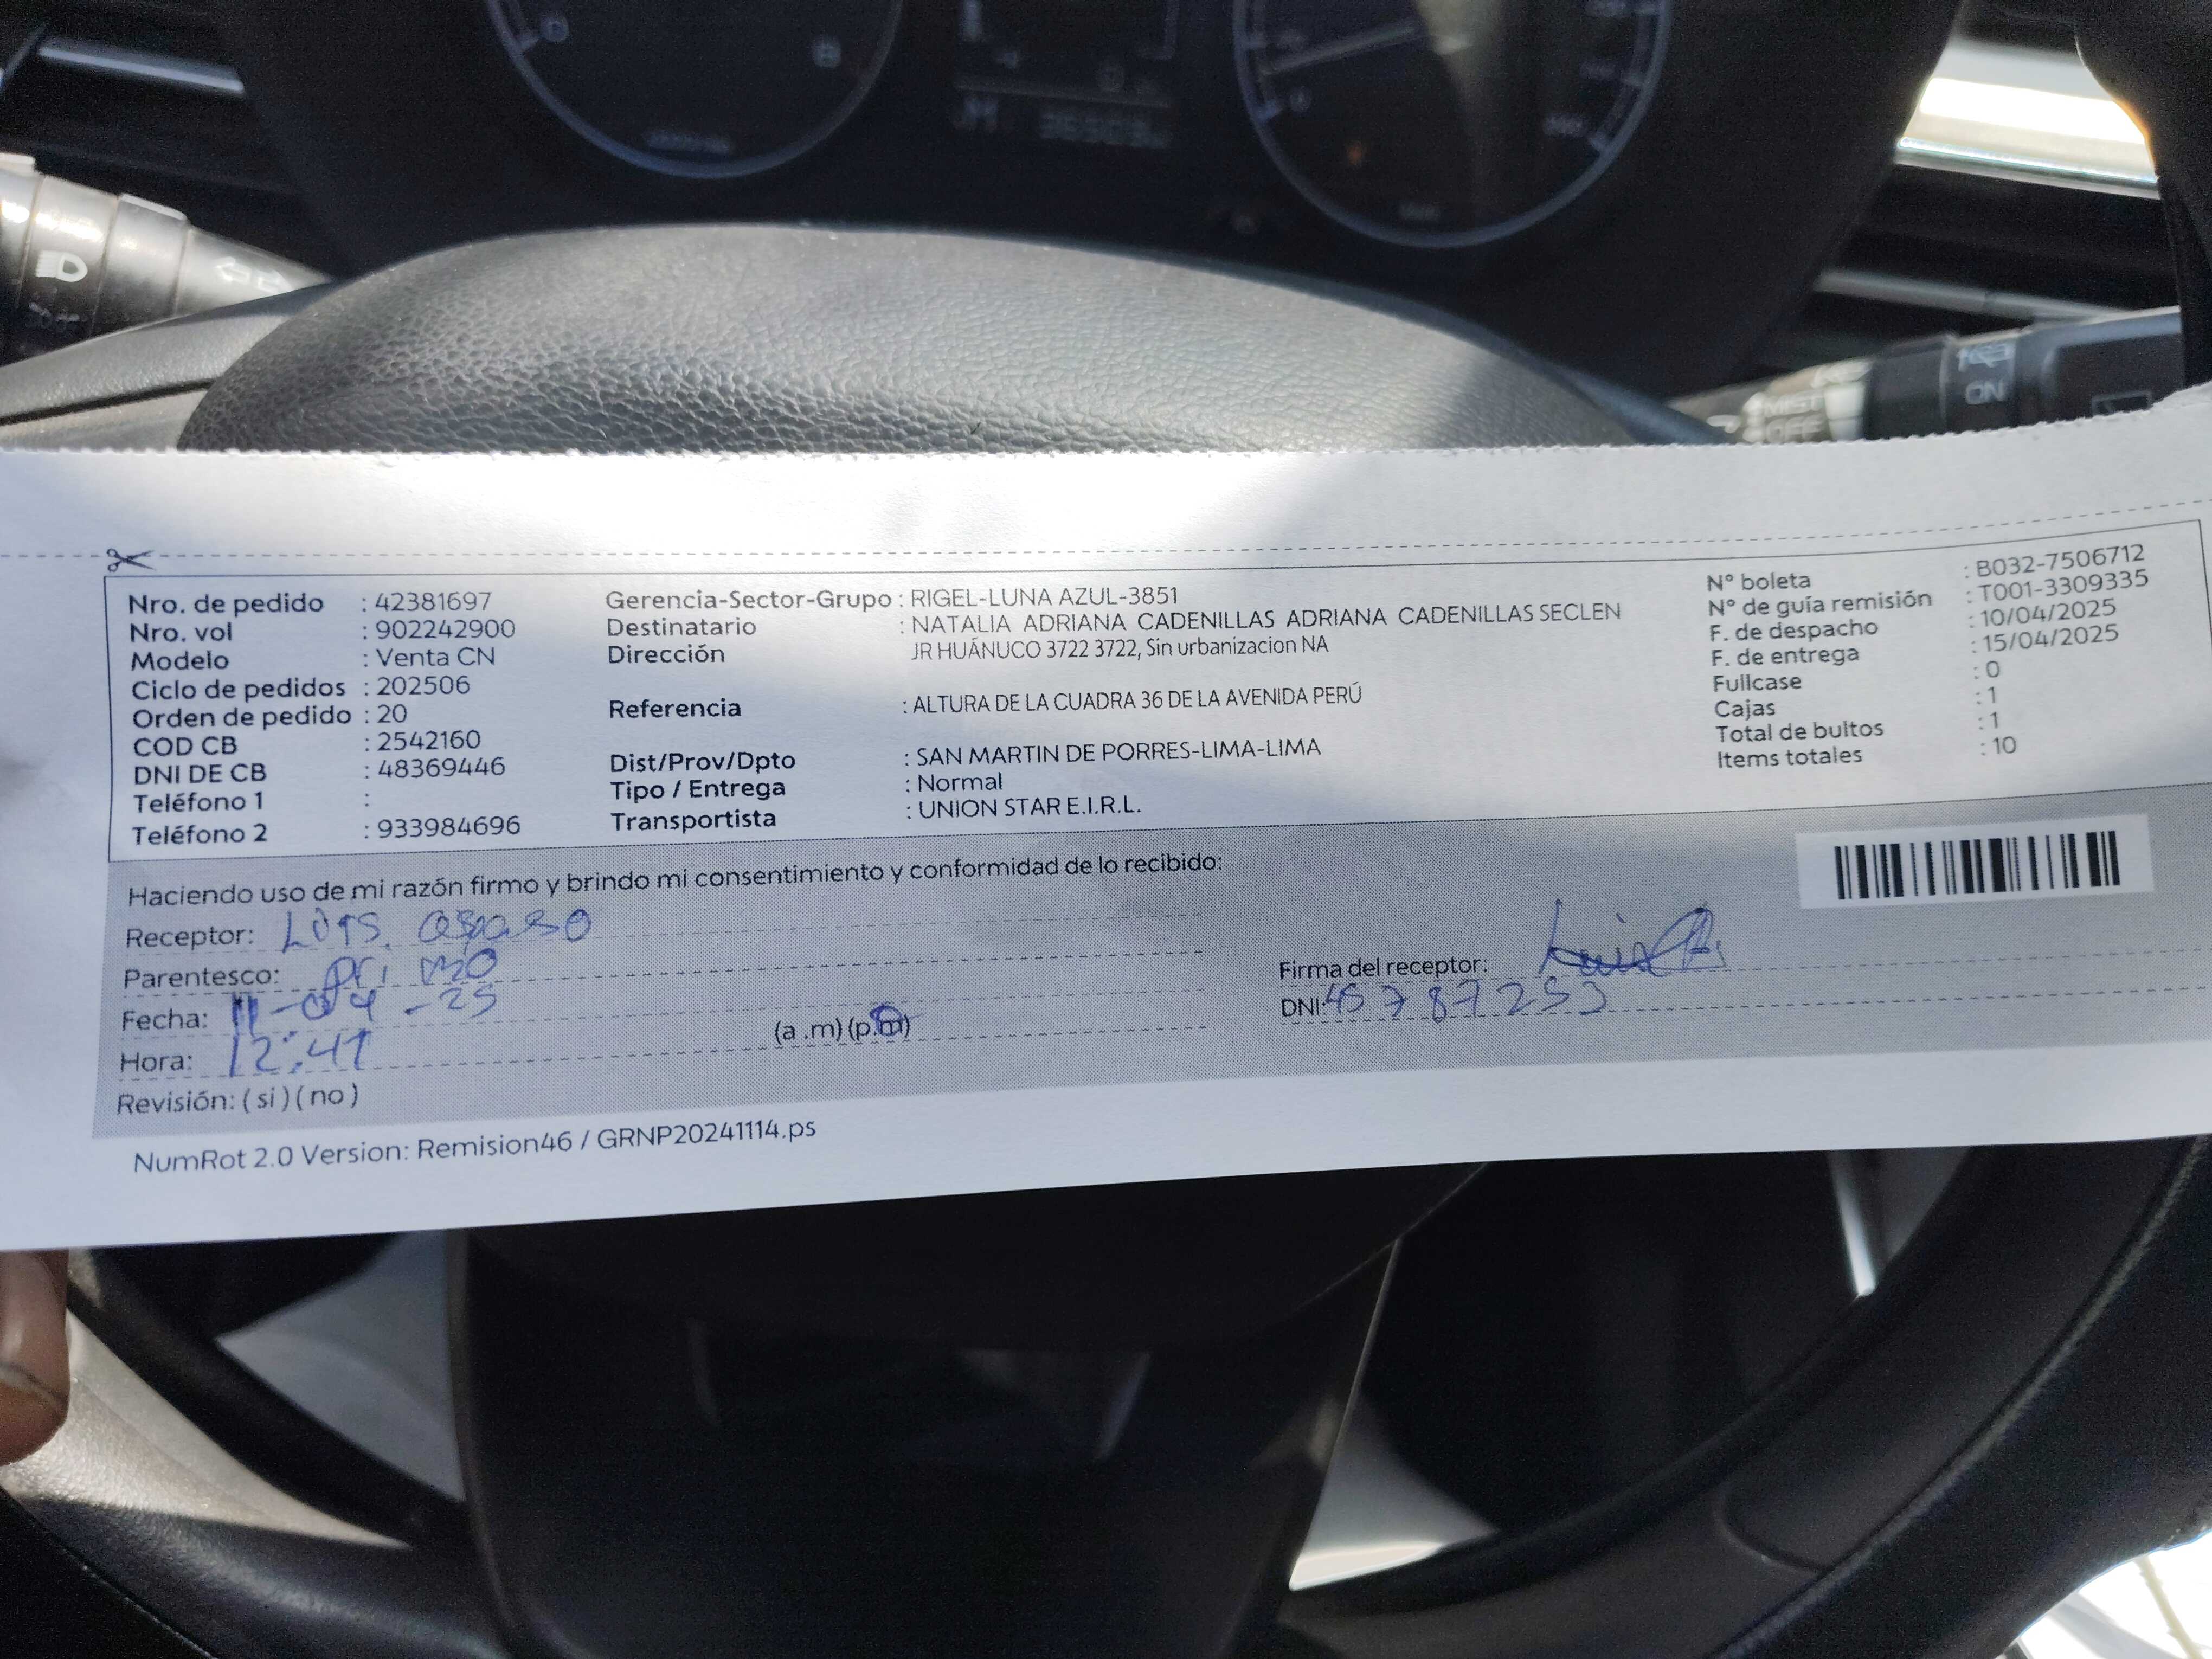 Nro. de pedido : 42381697
Nro. vol : 902242900
Modelo : Venta CN
Ciclo de pedidos : 202506
Orden de pedido : 20
COD CB : 2542160
DNI DE CB : 48369446
Teléfono 1 :
Teléfono 2 : 933984696
Gerencia-Sector-Grupo : RIGEL-LUNA AZUL-3851
Destinatario : NATALIA ADRIANA CADENILLAS ADRIANA CADENILLAS SECLEN
Dirección JR HUÁNUCO 3722 3722, Sin urbanizacion NA
Referencia : ALTURA DE LA CUADRA 36 DE LA AVENIDA PERÚ
Dist/Prov/Dpto : SAN MARTIN DE PORRES-LIMA-LIMA
Tipo / Entrega : Normal
Transportista : UNION STAR E.I.R.L.
N° boleta : B032-7506712
N° de guía remisión : T001-3309335
F. de despacho : 10/04/2025
F. de entrega : 15/04/2025
Fullcase : 0
Cajas : 1
Total de bultos : 1
Items totales : 10
Haciendo uso de mi razón firmo y brindo mi consentimiento y conformidad de lo recibido:
Receptor:
Parentesco: primo
Fecha: 11-04-25
Hora: 12:41 (a .m) (p.m)
Revisión: ( si ) ( no )
Firma del receptor:
DNI: 45787253
NumRot 2.0 Version: Remision46 / GRNP20241114.ps
ON
MIST
OFF